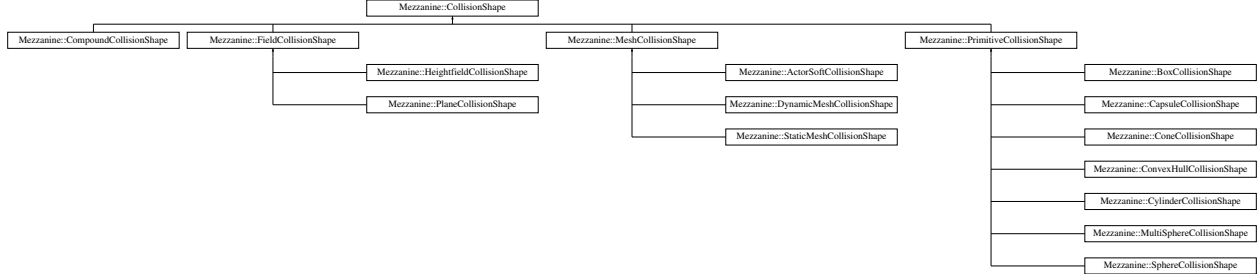 Mezzanine::CollisionShape
Mezzanine::CompoundCollisionShape
Mezzanine::FieldCollisionShape
Mezzanine::MeshCollisionShape
Mezzanine::PrimitiveCollisionShape
Mezzanine::HeightfieldCollisionShape
Mezzanine::ActorSoftCollisionShape
Mezzanine::BoxCollisionShape
Mezzanine::PlaneCollisionShape
Mezzanine::DynamicMeshCollisionShape
Mezzanine::CapsuleCollisionShape
Mezzanine::StaticMeshCollisionShape
Mezzanine::ConeCollisionShape
Mezzanine::ConvexHullCollisionShape
Mezzanine::CylinderCollisionShape
Mezzanine::MultiSphereCollisionShape
Mezzanine::SphereCollisionShape